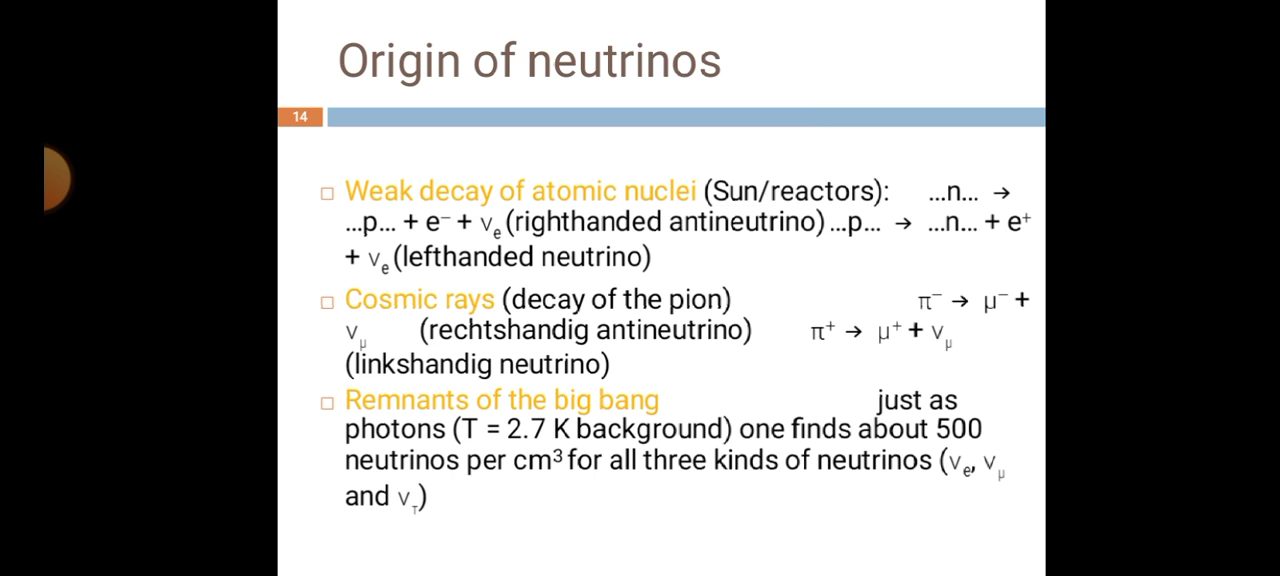 Origin of neutrinos
14
□ Weak decay of atomic nuclei (Sun/reactors): ...n... →
...p... + e⁻ + νₑ (righthanded antineutrino) ...p... → ...n... + e⁺
+ νₑ (lefthanded neutrino)
□ Cosmic rays (decay of the pion) π⁻ → μ⁻ +
ν_μ (rechtshandig antineutrino) π⁺ → μ⁺ + ν_μ
(linkshandig neutrino)
□ Remnants of the big bang just as
photons (T = 2.7 K background) one finds about 500
neutrinos per cm³ for all three kinds of neutrinos (νₑ, ν_μ
and ν_τ)